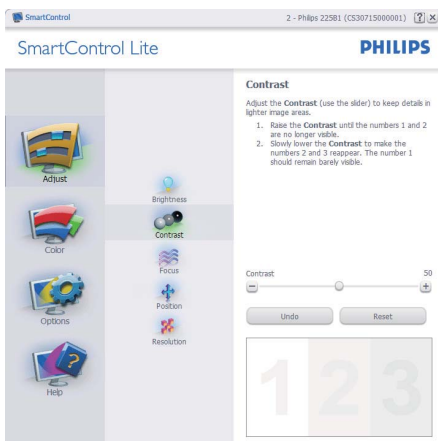 SmartControl
2 - Philips 225B1 (CS30715000001)
SmartControl Lite
PHILIPS
Adjust
Color
Options
Help
Brightness
Contrast
Focus
Position
Resolution
Contrast
Adjust the Contrast (use the slider) to keep details in
lighter image areas.
1. Raise the Contrast until the numbers 1 and 2
are no longer visible.
2. Slowly lower the Contrast to make the
numbers 2 and 3 reappear. The number 1
should remain barely visible.
Contrast 50
Undo Reset
1 2 3